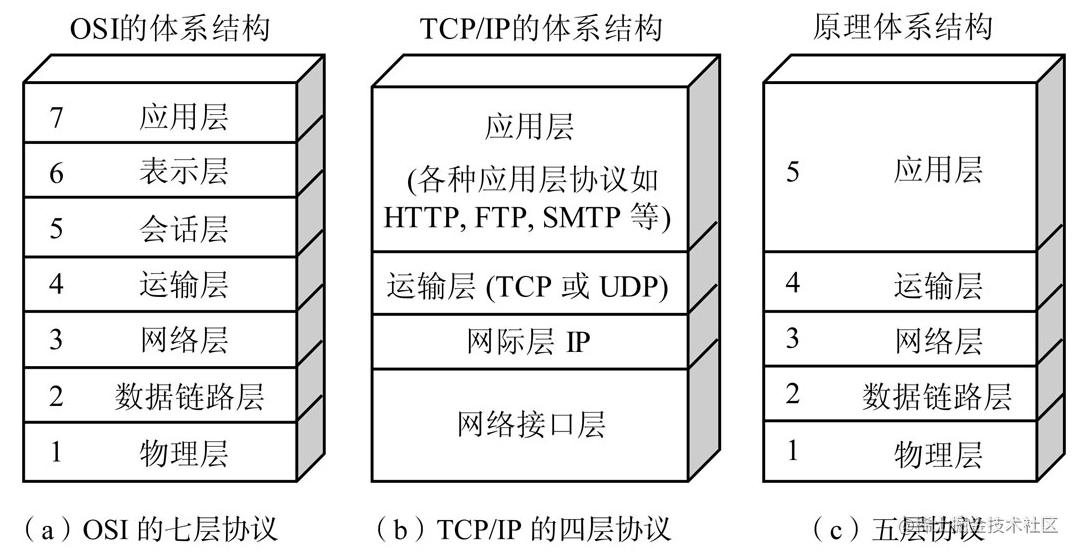 OSI的体系结构
7 应用层
6 表示层
5 会话层
4 运输层
3 网络层
2 数据链路层
1 物理层
(a) OSI 的七层协议
TCP/IP的体系结构
应用层
(各种应用层协议如
HTTP, FTP, SMTP 等)
运输层 (TCP 或 UDP)
网际层 IP
网络接口层
(b) TCP/IP 的四层协议
原理体系结构
5 应用层
4 运输层
3 网络层
2 数据链路层
1 物理层
(c) 五层协议
@稀土掘金技术社区